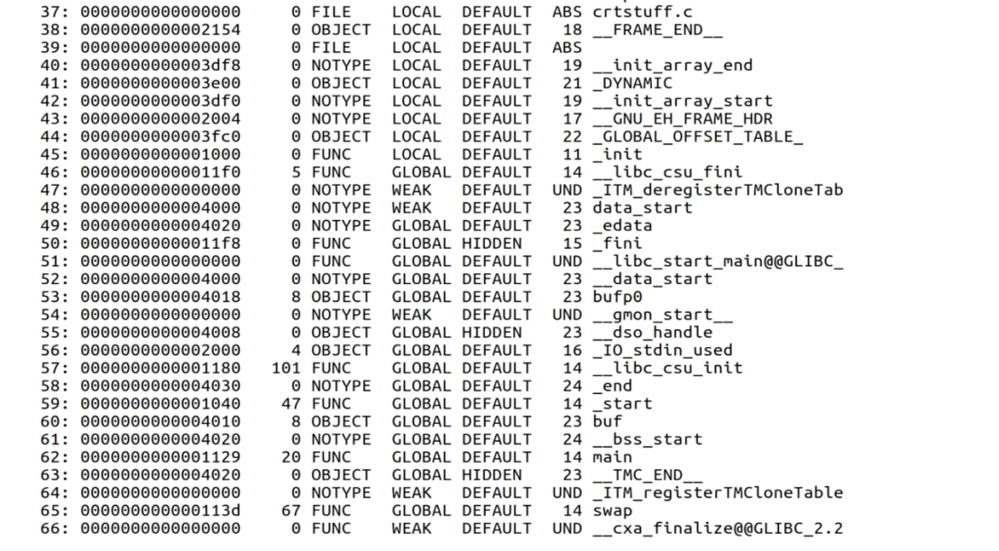 37: 0000000000000000 0 FILE LOCAL DEFAULT ABS crtstuff.c
38: 0000000000002154 0 OBJECT LOCAL DEFAULT 18 __FRAME_END__
39: 0000000000000000 0 FILE LOCAL DEFAULT ABS
40: 0000000000003df8 0 NOTYPE LOCAL DEFAULT 19 __init_array_end
41: 0000000000003e00 0 OBJECT LOCAL DEFAULT 21 _DYNAMIC
42: 0000000000003df0 0 NOTYPE LOCAL DEFAULT 19 __init_array_start
43: 0000000000002004 0 NOTYPE LOCAL DEFAULT 17 __GNU_EH_FRAME_HDR
44: 0000000000003fc0 0 OBJECT LOCAL DEFAULT 22 _GLOBAL_OFFSET_TABLE_
45: 0000000000001000 0 FUNC LOCAL DEFAULT 11 _init
46: 00000000000011f0 5 FUNC GLOBAL DEFAULT 14 __libc_csu_fini
47: 0000000000000000 0 NOTYPE WEAK DEFAULT UND _ITM_deregisterTMCloneTab
48: 0000000000004000 0 NOTYPE WEAK DEFAULT 23 data_start
49: 0000000000004020 0 NOTYPE GLOBAL DEFAULT 23 _edata
50: 00000000000011f8 0 FUNC GLOBAL HIDDEN 15 _fini
51: 0000000000000000 0 FUNC GLOBAL DEFAULT UND __libc_start_main@@GLIBC_
52: 0000000000004000 0 NOTYPE GLOBAL DEFAULT 23 __data_start
53: 0000000000004018 8 OBJECT GLOBAL DEFAULT 23 bufp0
54: 0000000000000000 0 NOTYPE WEAK DEFAULT UND __gmon_start__
55: 0000000000004008 0 OBJECT GLOBAL HIDDEN 23 __dso_handle
56: 0000000000002000 4 OBJECT GLOBAL DEFAULT 16 _IO_stdin_used
57: 0000000000001180 101 FUNC GLOBAL DEFAULT 14 __libc_csu_init
58: 0000000000004030 0 NOTYPE GLOBAL DEFAULT 24 _end
59: 0000000000001040 47 FUNC GLOBAL DEFAULT 14 _start
60: 0000000000004010 8 OBJECT GLOBAL DEFAULT 23 buf
61: 0000000000004020 0 NOTYPE GLOBAL DEFAULT 24 __bss_start
62: 0000000000001129 20 FUNC GLOBAL DEFAULT 14 main
63: 0000000000004020 0 OBJECT GLOBAL HIDDEN 23 __TMC_END__
64: 0000000000000000 0 NOTYPE WEAK DEFAULT UND _ITM_registerTMCloneTable
65: 000000000000113d 67 FUNC GLOBAL DEFAULT 14 swap
66: 0000000000000000 0 FUNC WEAK DEFAULT UND __cxa_finalize@@GLIBC_2.2